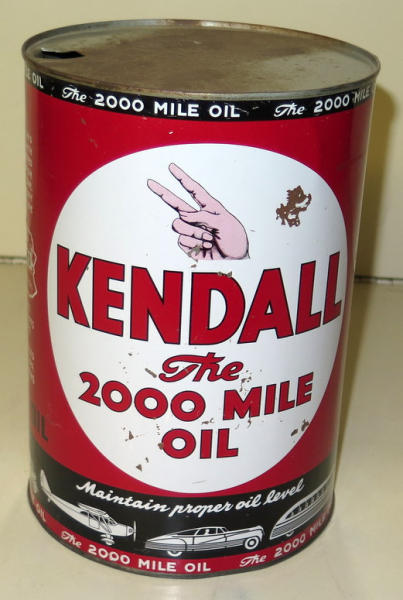 The 2000 MILE OIL The 2000 MILE
KENDALL
The
2000 MILE
OIL
Maintain proper oil level
OIL The 2000 MILE OIL The 2000 MILE